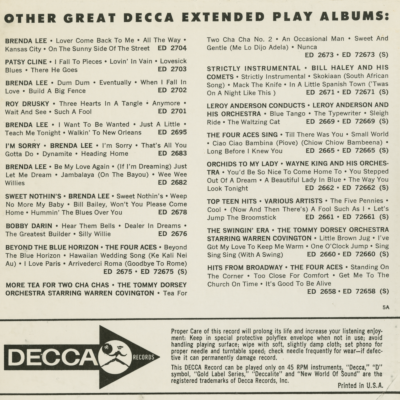 OTHER GREAT DECCA EXTENDED PLAY ALBUMS:
BRENDA LEE • Lover Come Back To Me • All The Way •
Kansas City • On The Sunny Side Of The Street ED 2704
PATSY CLINE • I Fall To Pieces • Lovin' In Vain • Lovesick
Blues • There He Goes ED 2703
BRENDA LEE • Dum Dum • Eventually • When I Fall In
Love • Build A Big Fence ED 2702
ROY DRUSKY • Three Hearts In A Tangle • Anymore •
Wait And See • Such A Fool ED 2701
BRENDA LEE • I Want To Be Wanted • Just A Little •
Teach Me Tonight • Walkin' To New Orleans ED 2695
I'M SORRY • BRENDA LEE • I'm Sorry • That's All You
Gotta Do • Dynamite • Heading Home ED 2683
BRENDA LEE • Be My Love Again • (If I'm Dreaming) Just
Let Me Dream • Jambalaya (On The Bayou) • Wee Wee
Willies ED 2682
SWEET NOTHIN'S • BRENDA LEE • Sweet Nothin's • Weep
No More My Baby • Bill Bailey, Won't You Please Come
Home • Hummin' The Blues Over You ED 2678
BOBBY DARIN • Hear Them Bells • Dealer In Dreams •
The Greatest Builder • Silly Willie ED 2676
BEYOND THE BLUE HORIZON • THE FOUR ACES • Beyond
The Blue Horizon • Hawaiian Wedding Song (Ke Kali Nei
Au) • I Love Paris • Arrivederci Roma (Goodbye To Rome)
ED 2675 • ED 72675 (S)
MORE TEA FOR TWO CHA CHAS • THE TOMMY DORSEY
ORCHESTRA STARRING WARREN COVINGTON • Tea For
Two Cha Cha No. 2 • An Occasional Man • Sweet And
Gentle (Me Lo Dijo Adela) • Nunca
ED 2673 • ED 72673 (S)
STRICTLY INSTRUMENTAL • BILL HALEY AND HIS
COMETS • Strictly Instrumental • Skokiaan (South African
Song) • Mack The Knife • In A Little Spanish Town ('Twas
On A Night Like This) ED 2671 • ED 72671 (S)
LEROY ANDERSON CONDUCTS • LEROY ANDERSON AND
HIS ORCHESTRA • Blue Tango • The Typewriter • Sleigh
Ride • The Waltzing Cat ED 2669 • ED 72669 (S)
THE FOUR ACES SING • Till There Was You • Small World
• Ciao Ciao Bambina (Piove) (Chiow Chiow Bambeena) •
Long Before I Knew You ED 2665 • ED 72665 (S)
ORCHIDS TO MY LADY • WAYNE KING AND HIS ORCHES-
TRA • You'd Be So Nice To Come Home To • You Stepped
Out Of A Dream • A Beautiful Lady In Blue • The Way You
Look Tonight ED 2662 • ED 72662 (S)
TOP TEEN HITS • VARIOUS ARTISTS • The Five Pennies •
Cool • (Now And Then There's) A Fool Such As I • Let's
Jump The Broomstick ED 2661 • ED 72661 (S)
THE SWINGIN' ERA • THE TOMMY DORSEY ORCHESTRA
STARRING WARREN COVINGTON • Little Brown Jug • I've
Got My Love To Keep Me Warm • One O'Clock Jump • Sing
Sing Sing (With A Swing) ED 2660 • ED 72660 (S)
HITS FROM BROADWAY • THE FOUR ACES • Standing On
The Corner • Too Close For Comfort • Get Me To The
Church On Time • It's Good To Be Alive
ED 2658 • ED 72658 (S)
5A
DECCA RECORDS
Proper Care of this record will prolong its life and increase your listening enjoy-
ment: Keep in special protective polyflex envelope when not in use; avoid
handling playing surface; wipe with soft, slightly damp cloth; set phono for
proper needle and turntable speed; check needle frequently for wear—if defec-
tive it can permanently damage record.
This DECCA Record can be played only on 45 RPM instruments, "Decca," "D"
symbol, "Gold Label Series," "Deccalite" and "New World Of Sound" are the
registered trademarks of Decca Records, Inc.
Printed in U.S.A.